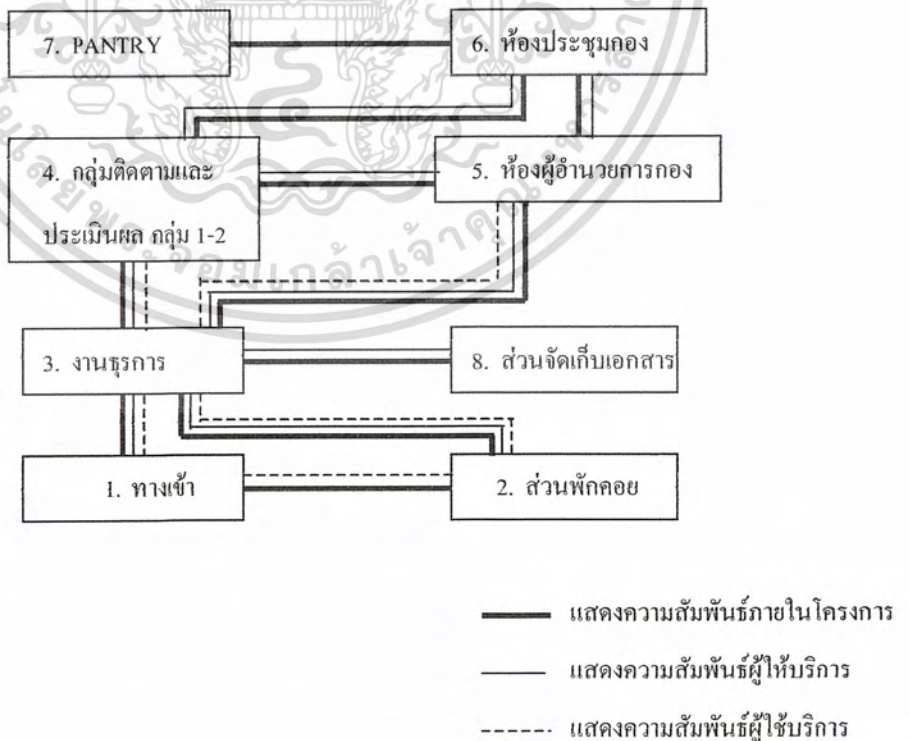 7. PANTRY
6. ห้องประชุมกอง
4. กลุ่มติดตามและ
ประเมินผล กลุ่ม 1-2
5. ห้องผู้อำนวยการกอง
3. งานธุรการ
8. ส่วนจัดเก็บเอกสาร
1. ทางเข้า
2. ส่วนพักคอย
แสดงความสัมพันธ์ภายในโครงการ
แสดงความสัมพันธ์ผู้ให้บริการ
แสดงความสัมพันธ์ผู้ใช้บริการ